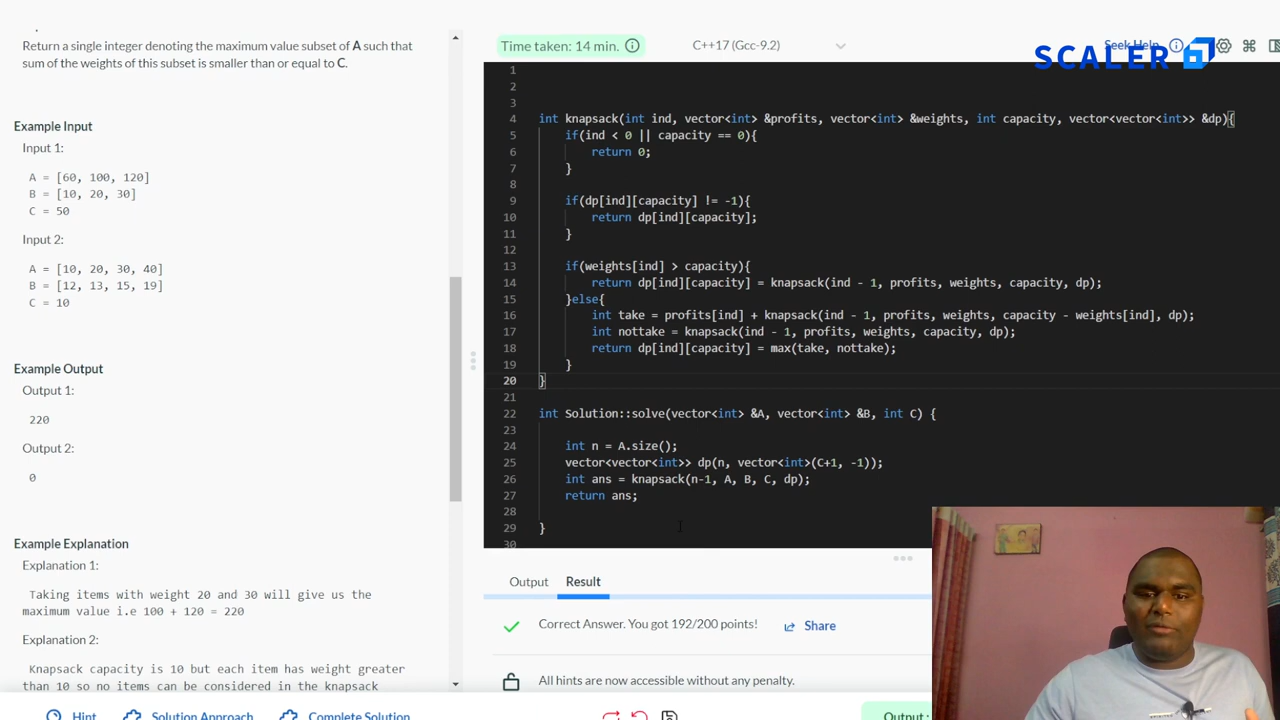 Return a single integer denoting the maximum value subset of A such that
sum of the weights of this subset is smaller than or equal to C.
Example Input
Input 1:
A = [60, 100, 120]
B = [10, 20, 30]
C = 50
Input 2:
A = [10, 20, 30, 40]
B = [12, 13, 15, 19]
C = 10
Example Output
Output 1:
220
Output 2:
0
Example Explanation
Explanation 1:
Taking items with weight 20 and 30 will give us the
maximum value i.e 100 + 120 = 220
Explanation 2:
Knapsack capacity is 10 but each item has weight greater
than 10 so no items can be considered in the knapsack
Hint
Solution Approach
Complete Solution
Time taken: 14 min.
C++17 (Gcc-9.2)
Seek Help
SCALER
1
2
3
4 int knapsack(int ind, vector<int> &profits, vector<int> &weights, int capacity, vector<vector<int>> &dp){
5 if(ind < 0 || capacity == 0){
6 return 0;
7 }
8
9 if(dp[ind][capacity] != -1){
10 return dp[ind][capacity];
11 }
12
13 if(weights[ind] > capacity){
14 return dp[ind][capacity] = knapsack(ind - 1, profits, weights, capacity, dp);
15 }else{
16 int take = profits[ind] + knapsack(ind - 1, profits, weights, capacity - weights[ind], dp);
17 int nottake = knapsack(ind - 1, profits, weights, capacity, dp);
18 return dp[ind][capacity] = max(take, nottake);
19 }
20 }
21
22 int Solution::solve(vector<int> &A, vector<int> &B, int C) {
23
24 int n = A.size();
25 vector<vector<int>> dp(n, vector<int>(C+1, -1));
26 int ans = knapsack(n-1, A, B, C, dp);
27 return ans;
28
29 }
30
Output
Result
Correct Answer. You got 192/200 points!
Share
All hints are now accessible without any penalty.
Output :